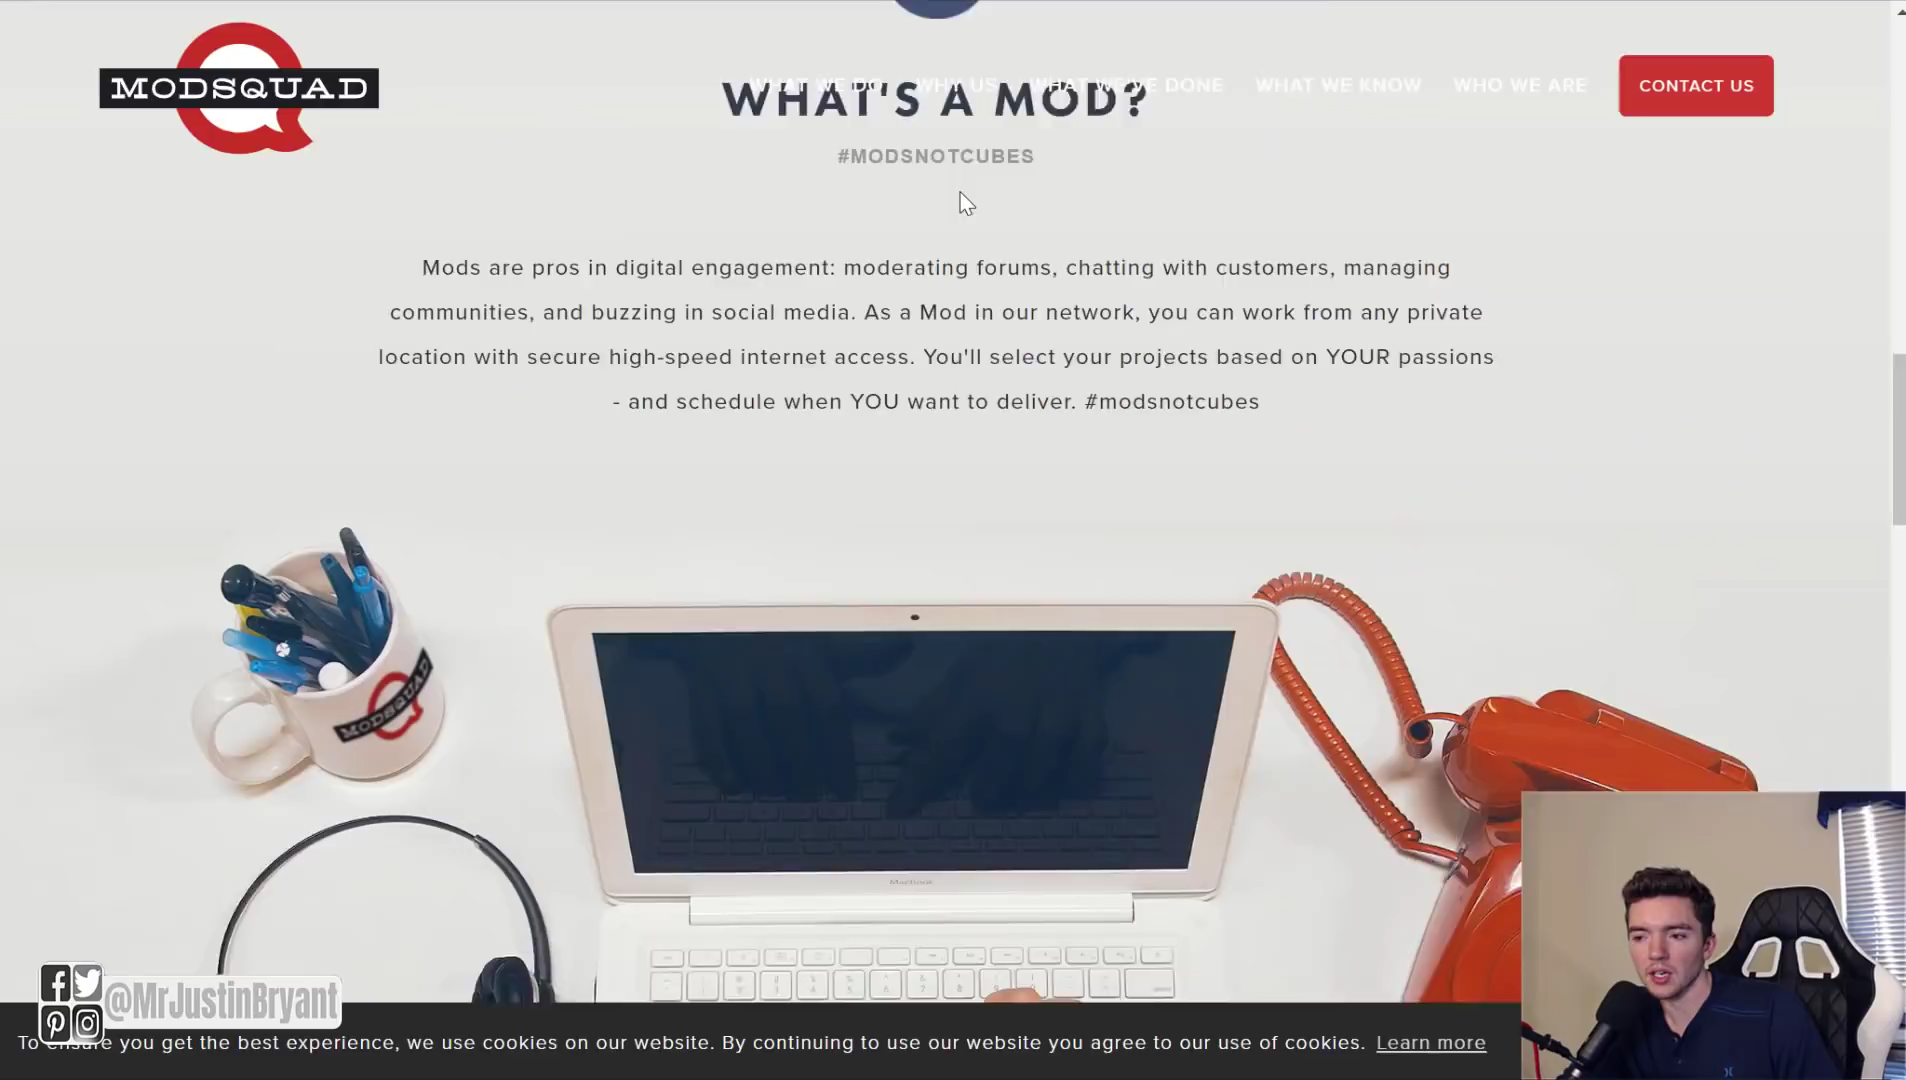 MODSQUAD
WHAT WE DO WHY US WHAT WE'VE DONE WHAT WE KNOW WHO WE ARE CONTACT US
WHAT'S A MOD?
#MODSNOTCUBES
Mods are pros in digital engagement: moderating forums, chatting with customers, managing
communities, and buzzing in social media. As a Mod in our network, you can work from any private
location with secure high-speed internet access. You'll select your projects based on YOUR passions
- and schedule when YOU want to deliver. #modsnotcubes
MODSQUAD
MacBook
@MrJustinBryant
To ensure you get the best experience, we use cookies on our website. By continuing to use our website you agree to our use of cookies. Learn more